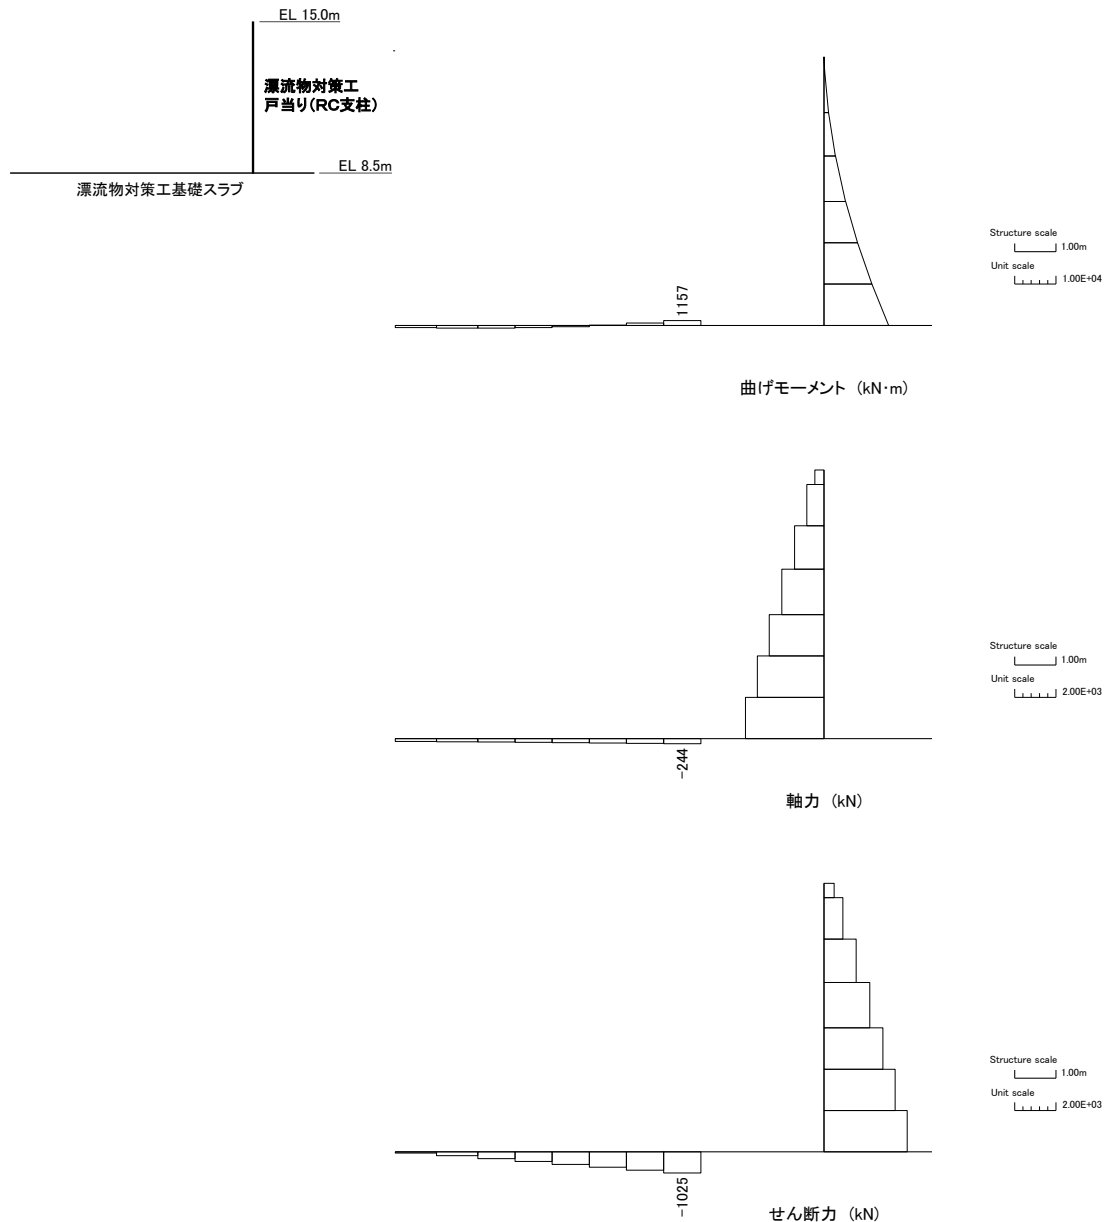 EL 15.0m
漂流物対策工
戸当り(RC支柱)
EL 8.5m
漂流物対策工基礎スラブ
Structure scale
1.00m
Unit scale
1.00E+04
1157
曲げモーメント (kN・m)
Structure scale
1.00m
Unit scale
2.00E+03
-244
軸力 (kN)
Structure scale
1.00m
Unit scale
2.00E+03
-1025
せん断力 (kN)